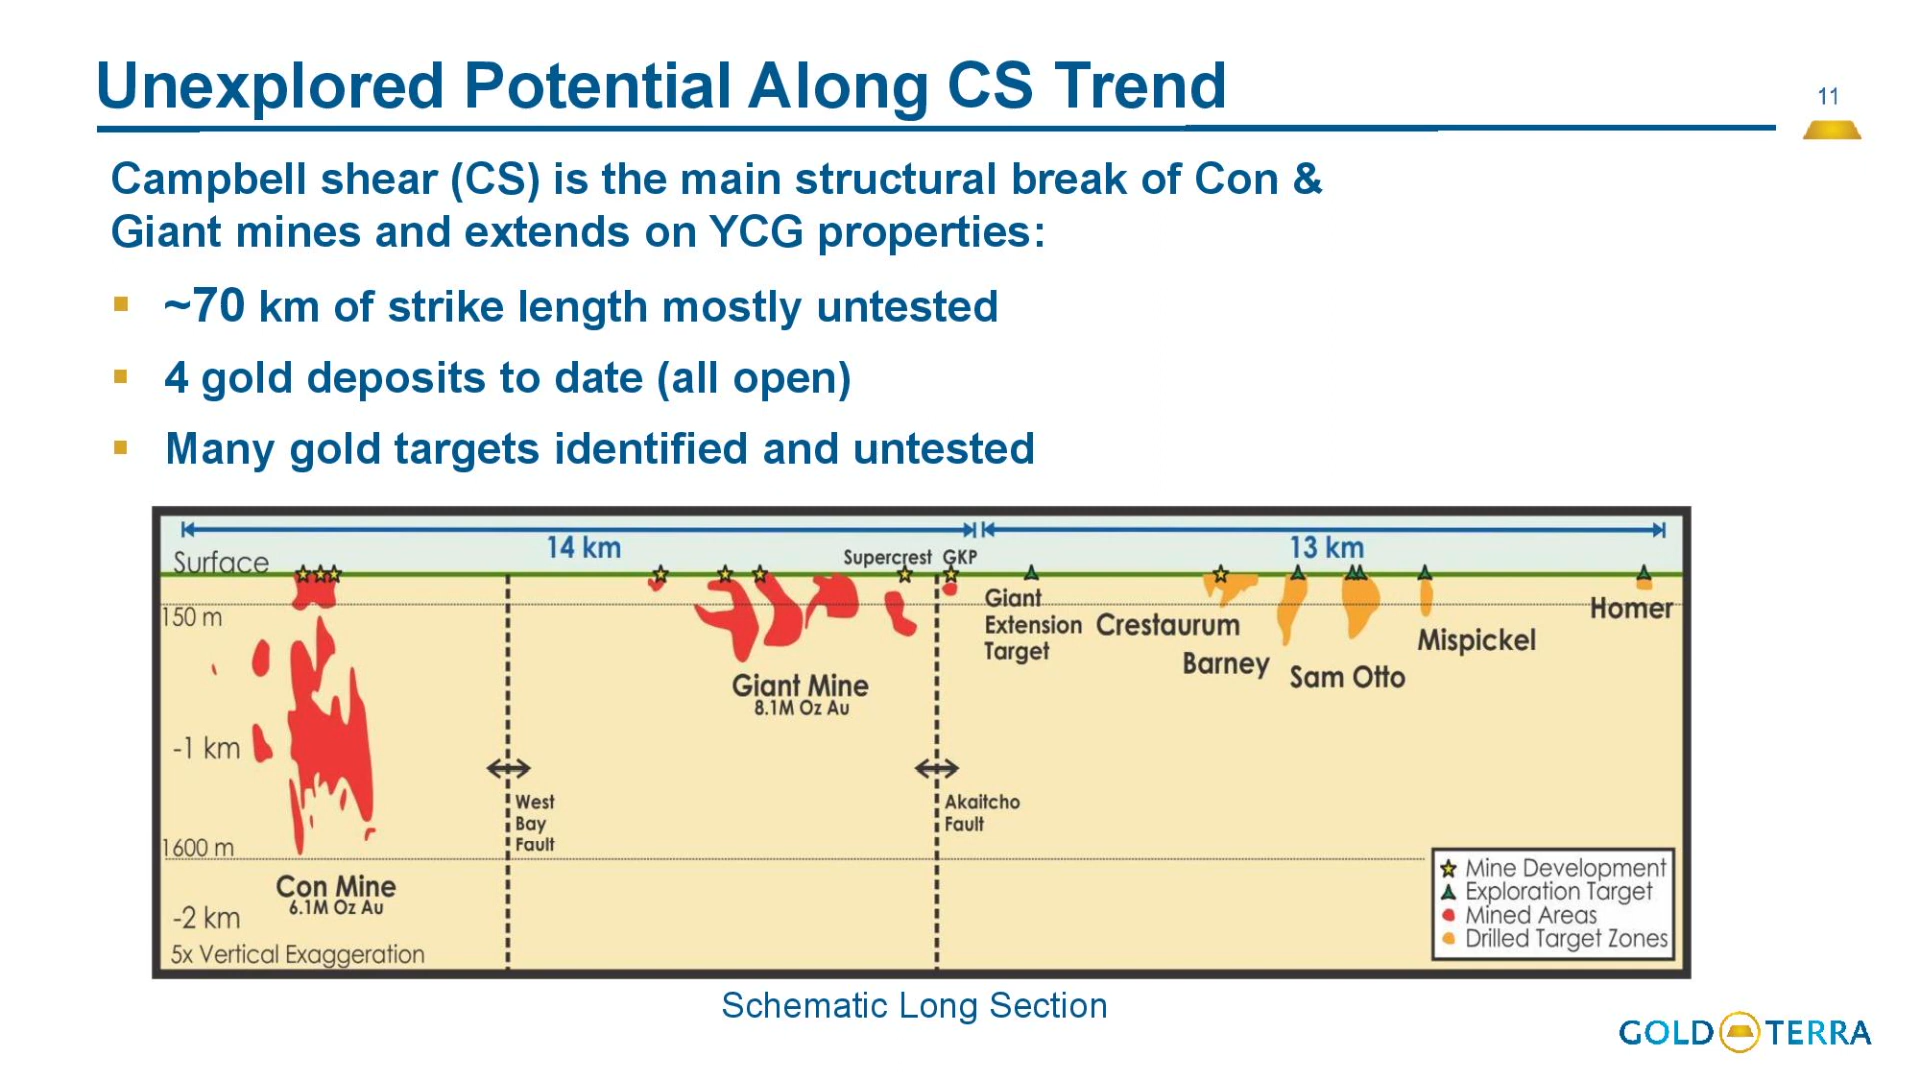 Unexplored Potential Along CS Trend
11
Campbell shear (CS) is the main structural break of Con &
Giant mines and extends on YCG properties:
~70 km of strike length mostly untested
4 gold deposits to date (all open)
Many gold targets identified and untested
14 km
13 km
Surface
Supercrest GKP
150 m
Giant
Extension
Target
Crestaurum
Barney
Sam Otto
Mispickel
Homer
Giant Mine
8.1M Oz Au
-1 km
West
Bay
Fault
Akaitcho
Fault
1600 m
Con Mine
6.1M Oz Au
-2 km
5x Vertical Exaggeration
Mine Development
Exploration Target
Mined Areas
Drilled Target Zones
Schematic Long Section
GOLD TERRA